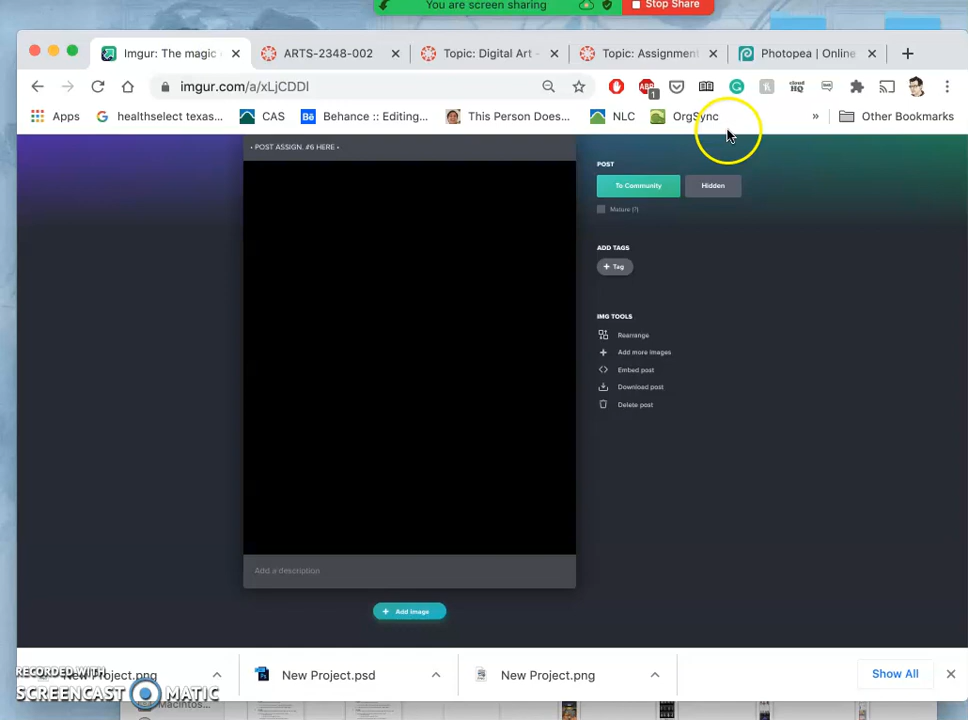 You are screen sharing
Stop Share
Imgur: The magic
ARTS-2348-002
Topic: Digital Art -
Topic: Assignment
Photopea | Online
imgur.com/a/xLjCDDI
1
cloud HQ
Apps
healthselect texas...
CAS
Behance :: Editing...
This Person Does...
NLC
OrgSync
»
Other Bookmarks
• POST ASSIGN. #6 HERE •
POST
To Community
Hidden
Mature (?)
ADD TAGS
+ Tag
IMG TOOLS
Rearrange
Add more images
Embed post
Download post
Delete post
Add a description
+ Add image
New Project.png
New Project.psd
New Project.png
Show All
RECORDED WITH
SCREENCAST MATIC
Macintos...